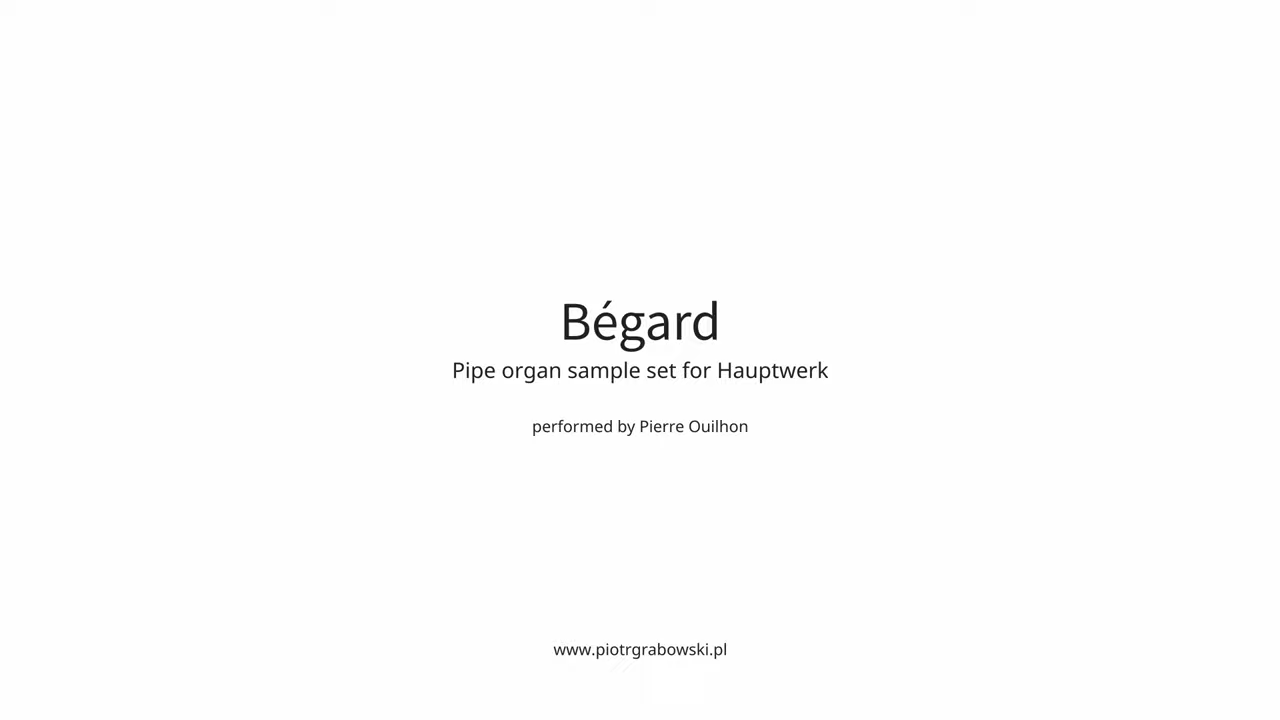 Bégard
Pipe organ sample set for Hauptwerk
performed by Pierre Ouilhon
www.piotrgrabowski.pl